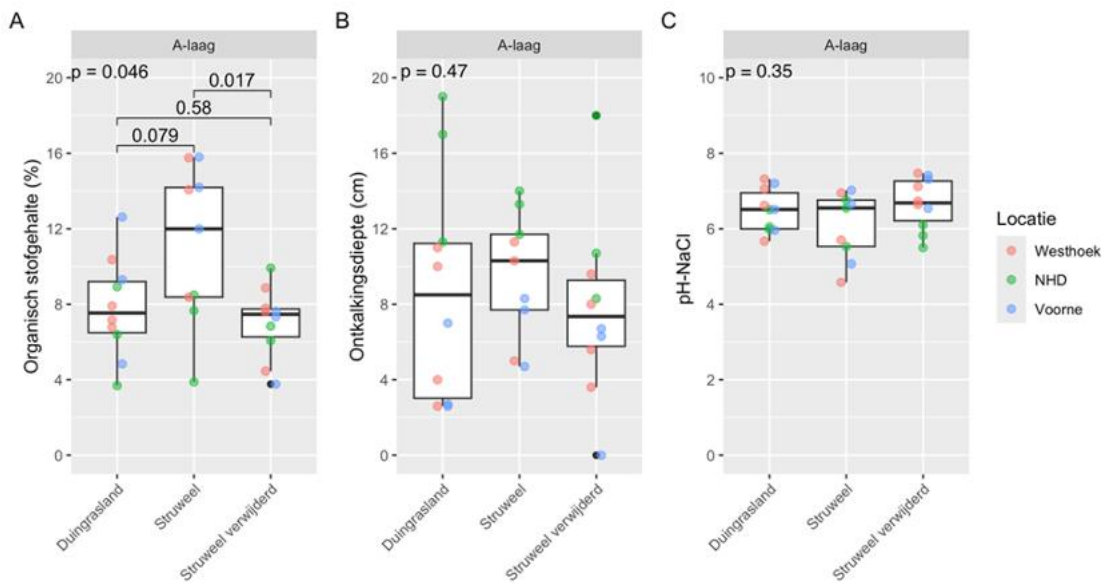 A
A-laag
p = 0.046
0.017
0.58
0.079
Organisch stofgehalte (%)
20
16
12
8
4
0
Duingrasland
Struweel
Struweel verwijderd
B
A-laag
p = 0.47
Ontkalkingsdiepte (cm)
20
16
12
8
4
0
Duingrasland
Struweel
Struweel verwijderd
C
A-laag
p = 0.35
pH-NaCl
10
8
6
4
2
0
Duingrasland
Struweel
Struweel verwijderd
Locatie
Westhoek
NHD
Voorne